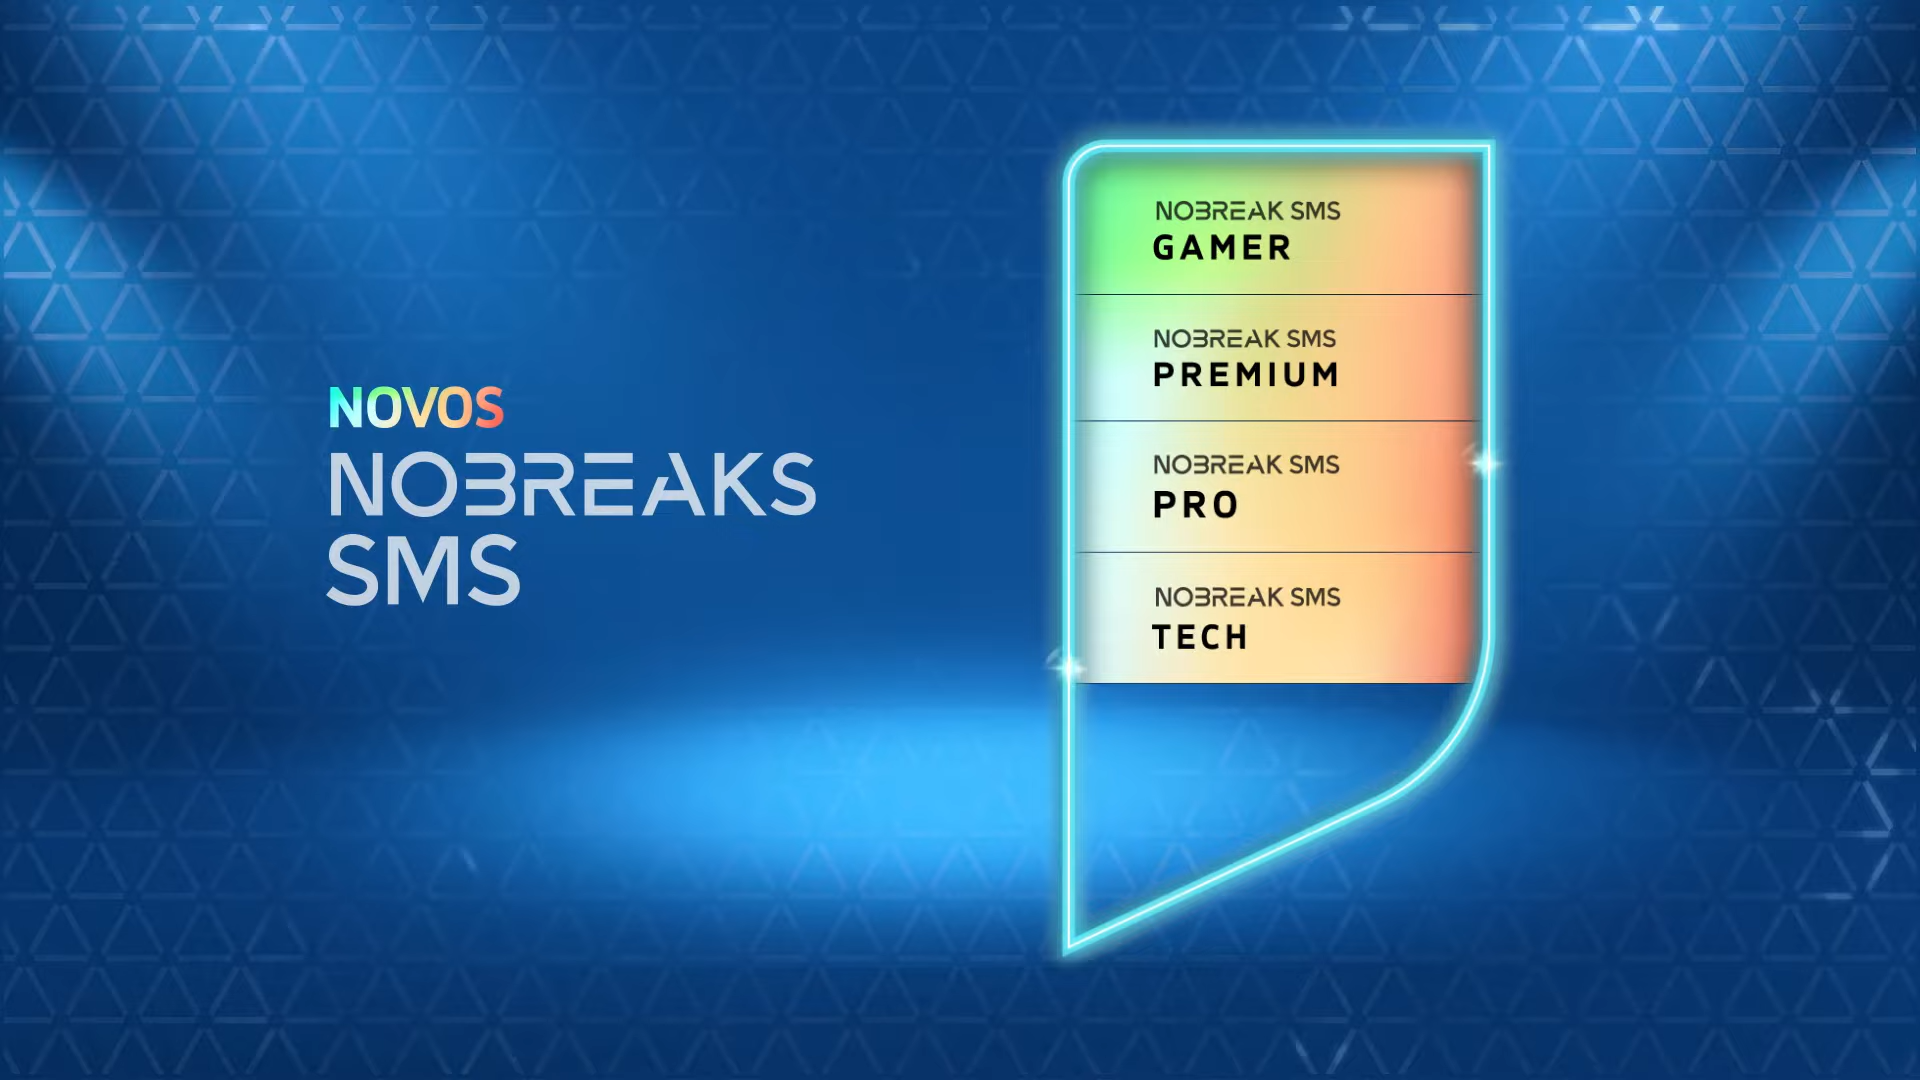 NOVOS
NOBREAKS
SMS
NOBREAK SMS
GAMER
NOBREAK SMS
PREMIUM
NOBREAK SMS
PRO
NOBREAK SMS
TECH